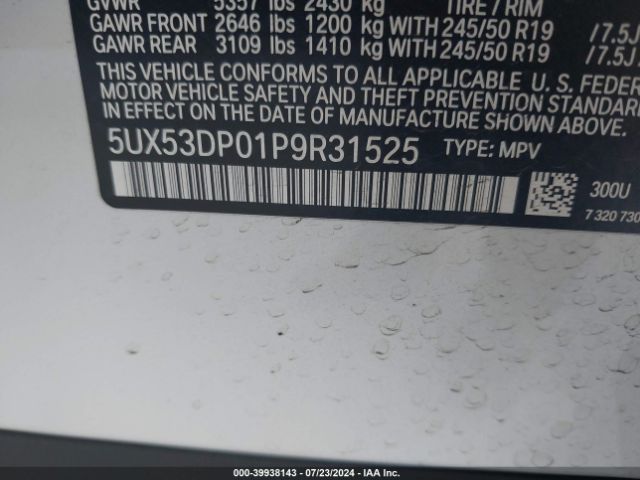 GVWR 5357 lbs 2430 kg TIRE / RIM
GAWR FRONT 2646 lbs 1200 kg WITH 245/50 R19 /7.5J
GAWR REAR 3109 lbs 1410 kg WITH 245/50 R19 /7.5J
THIS VEHICLE CONFORMS TO ALL APPLICABLE U. S. FEDER
MOTOR VEHICLE SAFETY AND THEFT PREVENTION STANDARDS
IN EFFECT ON THE DATE OF MANUFACTURE SHOWN ABOVE.
5UX53DP01P9R31525 TYPE: MPV
300U
7 320 730
000-39938143 - 07/23/2024 - IAA Inc.